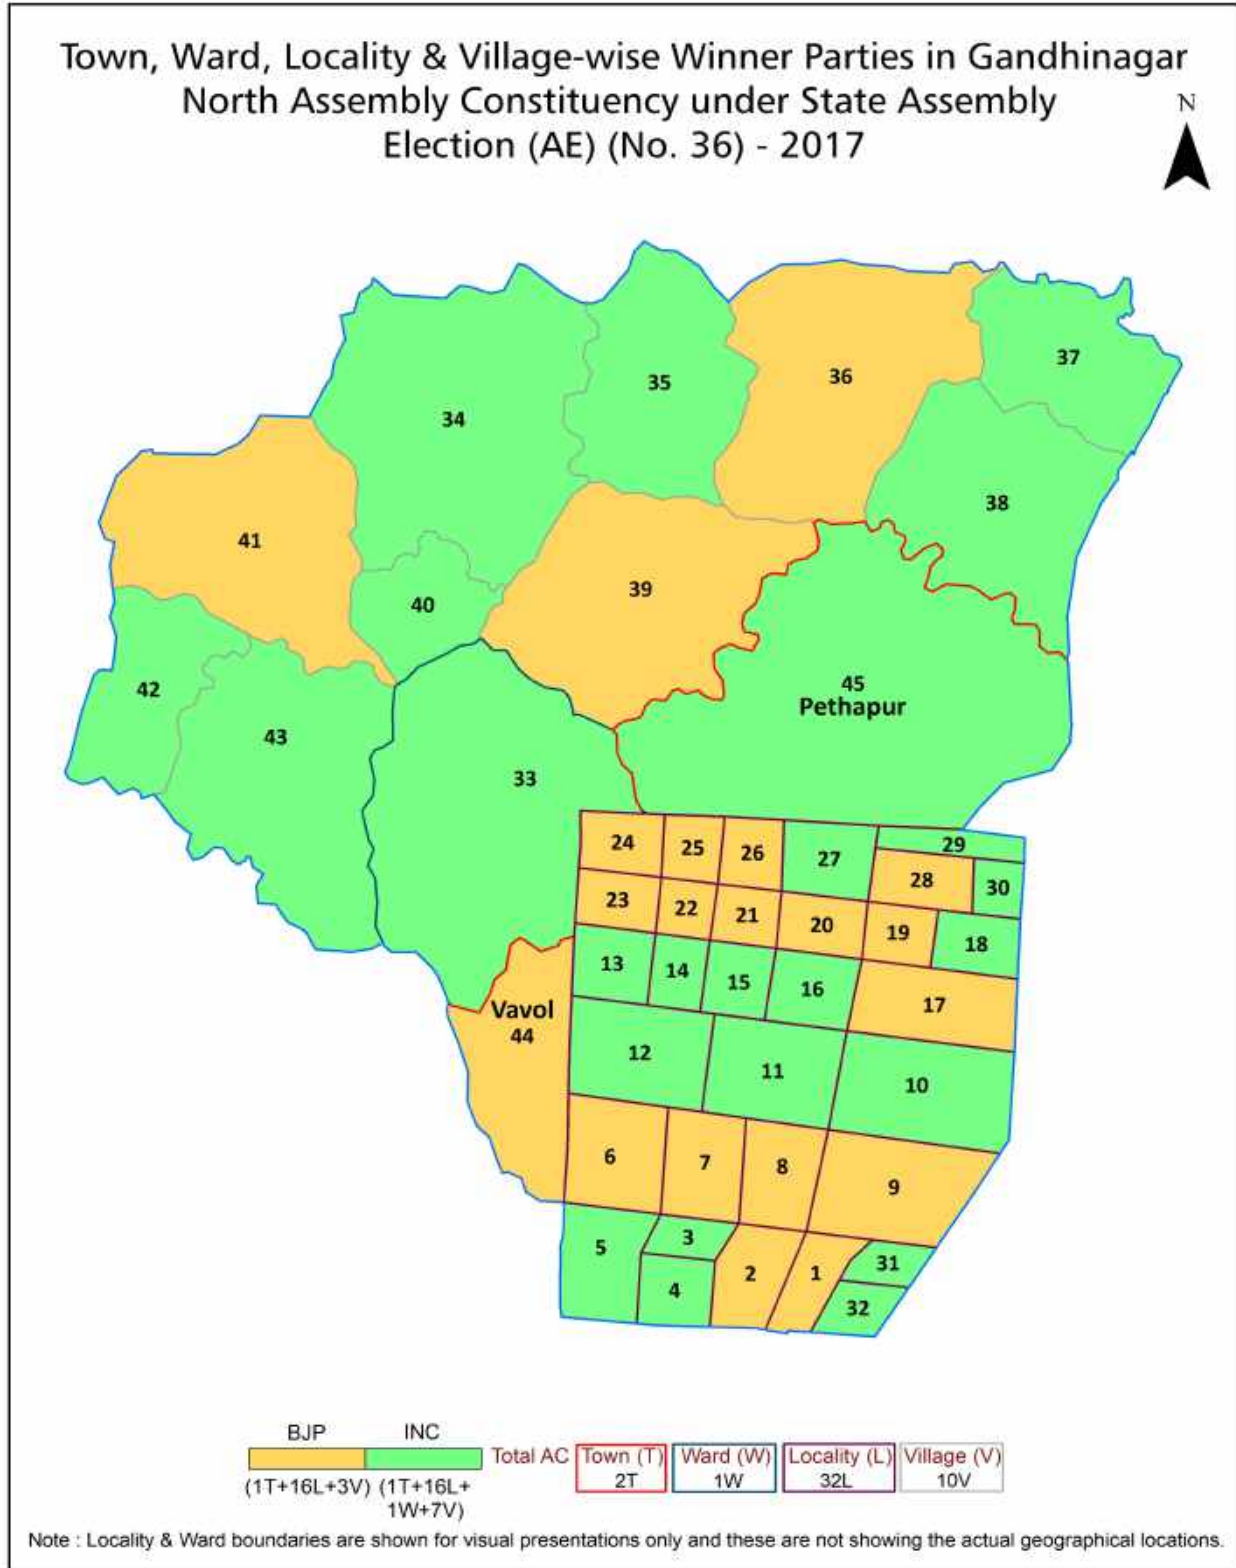 Town, Ward, Locality & Village-wise Winner Parties in Gandhinagar
North Assembly Constituency under State Assembly
Election (AE) (No. 36) - 2017
N
37
35
36
34
38
41
39
40
45
Pethapur
42
43
33
24 25 26 27 29
28 30
23 22 21 20 19 18
13 14 15 16 17
Vavol
44
12 11 10
6 7 8 9
5 3 2 1 31
4 32
BJP INC
Total AC Town (T) Ward (W) Locality (L) Village (V)
2T 1W 32L 10V
(1T+16L+3V) (1T+16L+
1W+7V)
Note : Locality & Ward boundaries are shown for visual presentations only and these are not showing the actual geographical locations.